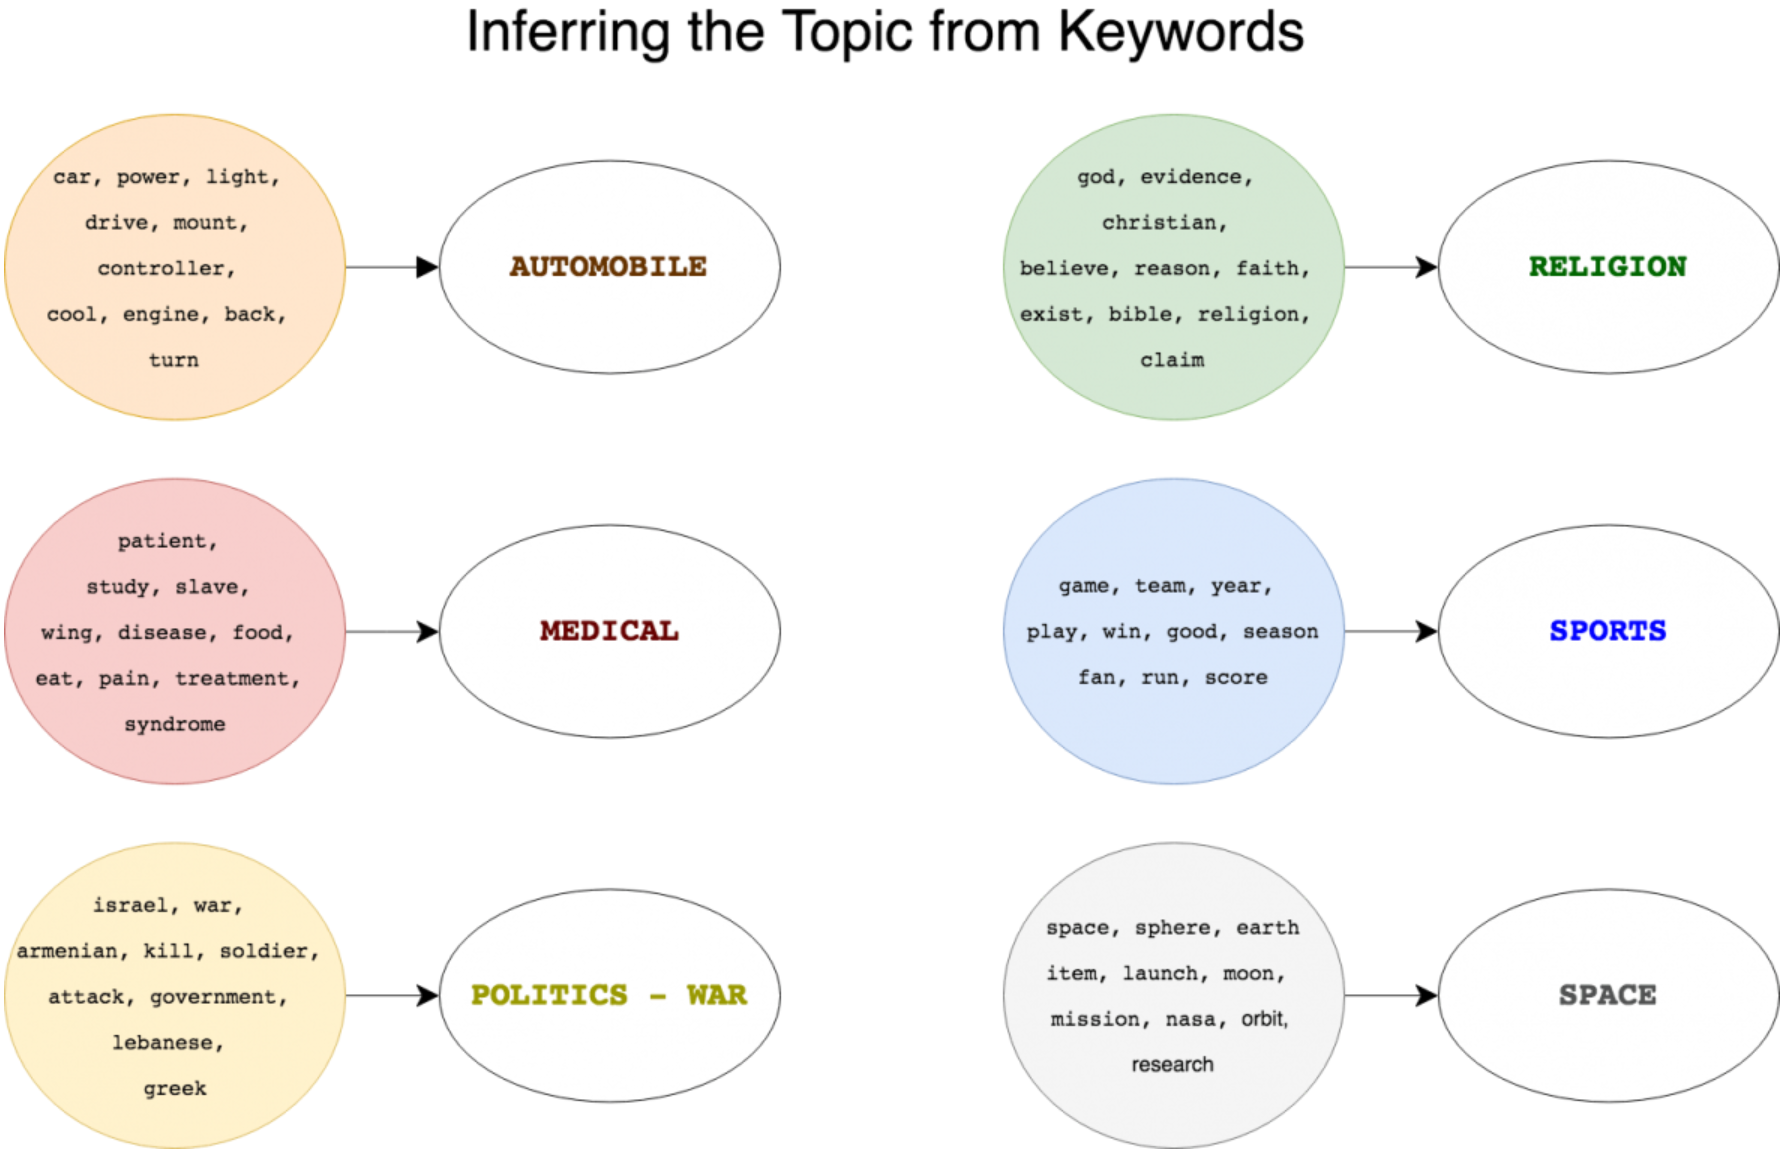 Inferring the Topic from Keywords
car, power, light,
drive, mount,
controller,
cool, engine, back,
turn
AUTOMOBILE
god, evidence,
christian,
believe, reason, faith,
exist, bible, religion,
claim
RELIGION
patient,
study, slave,
wing, disease, food,
eat, pain, treatment,
syndrome
MEDICAL
game, team, year,
play, win, good, season
fan, run, score
SPORTS
israel, war,
armenian, kill, soldier,
attack, government,
lebanese,
greek
POLITICS - WAR
space, sphere, earth
item, launch, moon,
mission, nasa, orbit,
research
SPACE